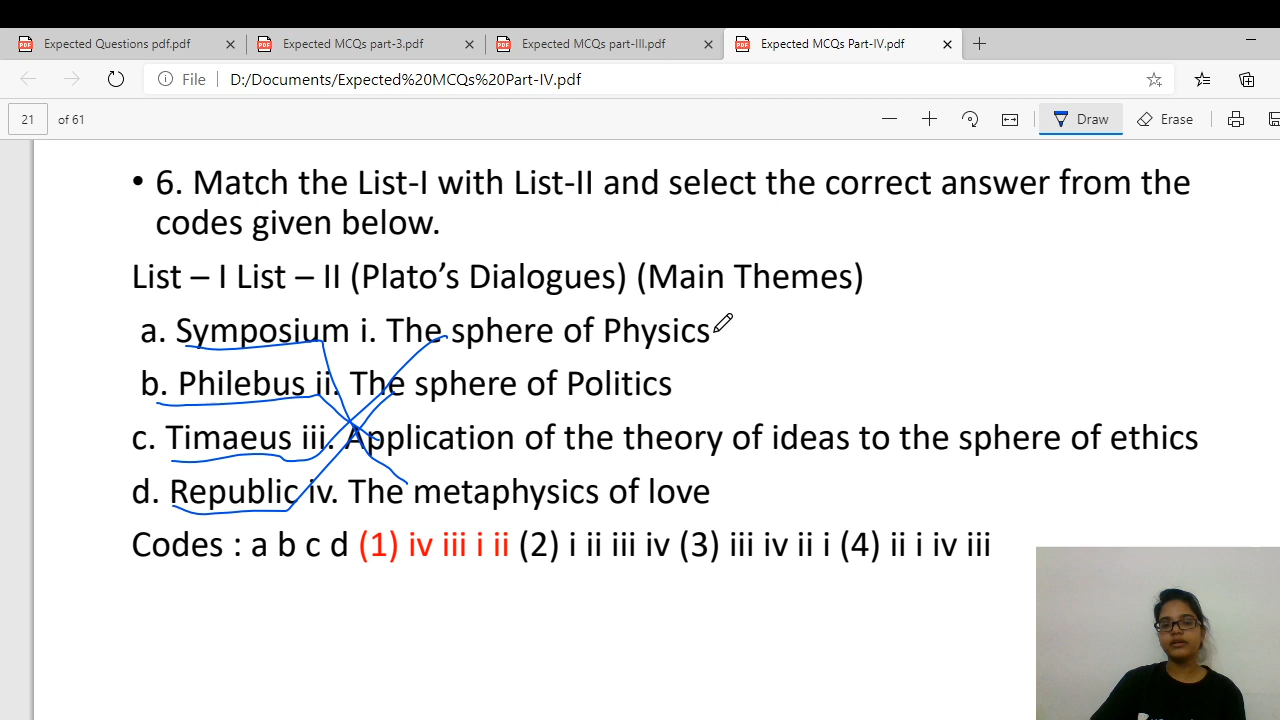 Expected Questions pdf.pdf Expected MCQs part-3.pdf Expected MCQs part-III.pdf Expected MCQs Part-IV.pdf
File D:/Documents/Expected%20MCQs%20Part-IV.pdf
21 of 61 Draw Erase
• 6. Match the List-I with List-II and select the correct answer from the
codes given below.
List – I List – II (Plato’s Dialogues) (Main Themes)
a. Symposium i. The sphere of Physics
b. Philebus ii. The sphere of Politics
c. Timaeus iii. Application of the theory of ideas to the sphere of ethics
d. Republic iv. The metaphysics of love
Codes : a b c d (1) iv iii i ii (2) i ii iii iv (3) iii iv ii i (4) ii i iv iii